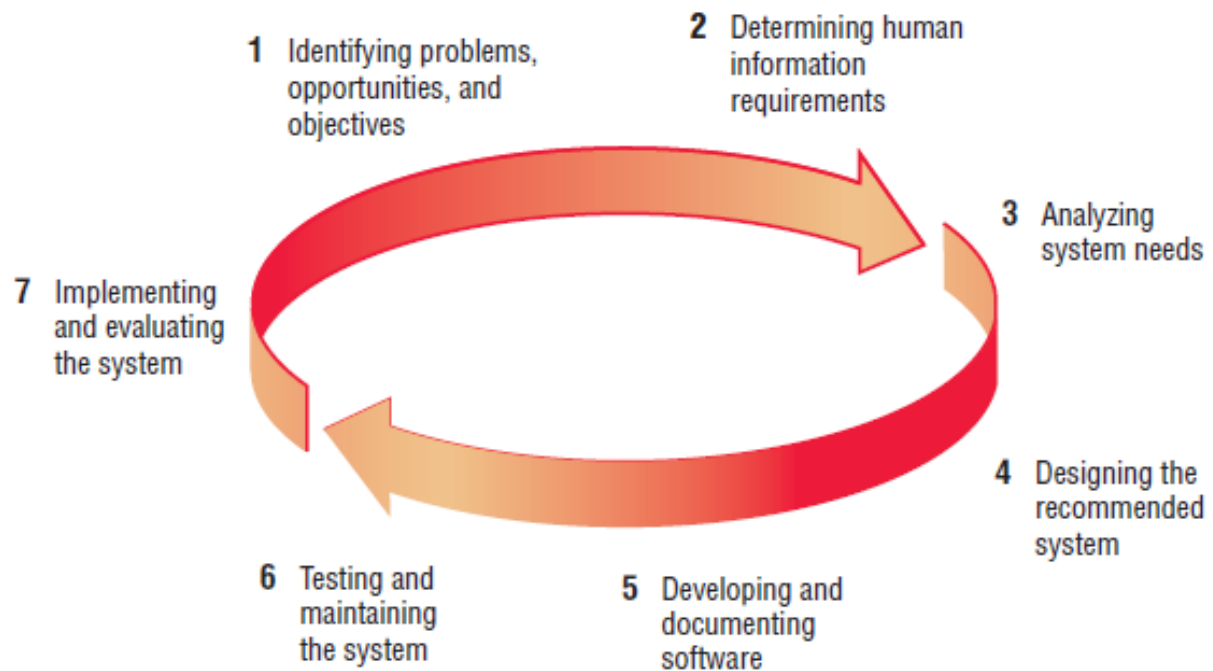 1 Identifying problems,
opportunities, and
objectives
2 Determining human
information
requirements
3 Analyzing
system needs
4 Designing the
recommended
system
5 Developing and
documenting
software
6 Testing and
maintaining
the system
7 Implementing
and evaluating
the system